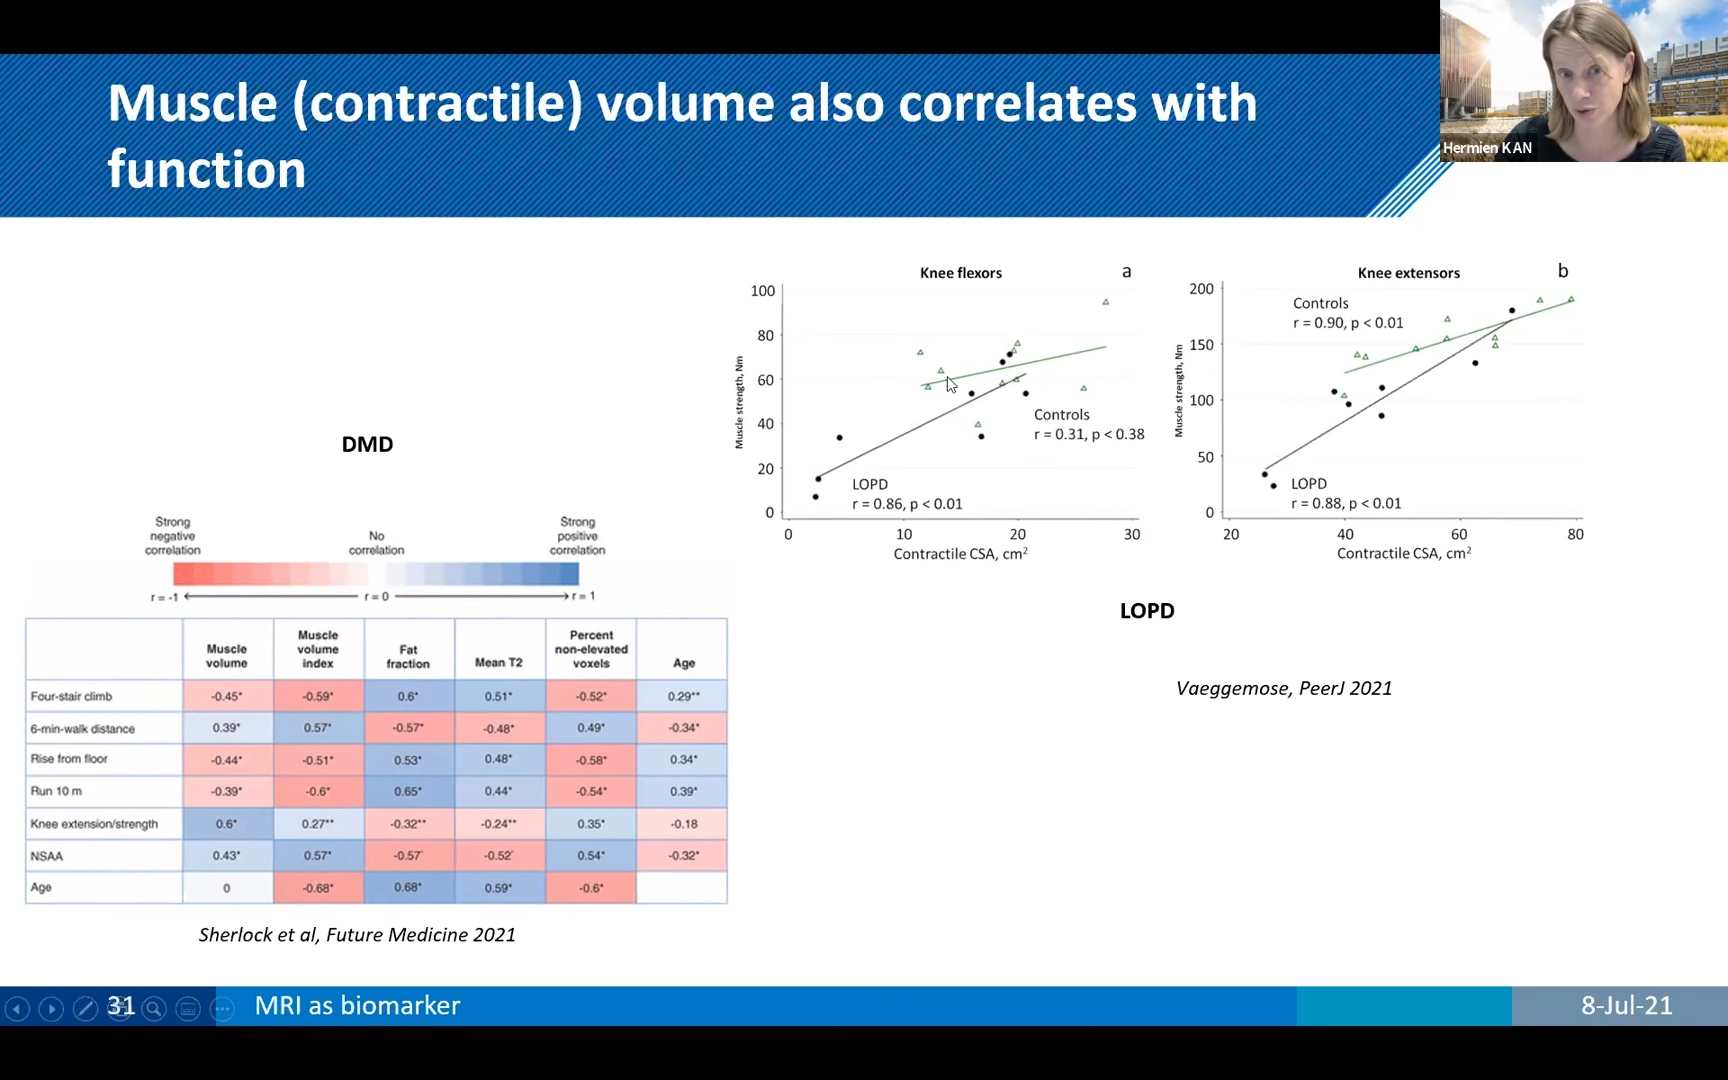 Muscle (contractile) volume also correlates with
function
Hermien KAN
DMD
Strong
negative
correlation
No
correlation
Strong
positive
correlation
r = -1
r = 0
r = 1
Muscle
volume
Muscle
volume
index
Fat
fraction
Mean T2
Percent
non-elevated
voxels
Age
Four-stair climb -0.45* -0.59* 0.6* 0.51* -0.52* 0.29**
6-min-walk distance 0.39* 0.57* -0.57* -0.48* 0.49* -0.34*
Rise from floor -0.44* -0.51* 0.53* 0.48* -0.58* 0.34*
Run 10 m -0.39* -0.6* 0.65* 0.44* -0.54* 0.39*
Knee extension/strength 0.6* 0.27** -0.32** -0.24** 0.35* -0.18
NSAA 0.43* 0.57* -0.57* -0.52* 0.54* -0.32*
Age 0 -0.68* 0.68* 0.59* -0.6*
Sherlock et al, Future Medicine 2021
Knee flexors
a
Muscle strength, Nm
100
80
60
40
20
0
Controls
r = 0.31, p < 0.38
LOPD
r = 0.86, p < 0.01
0 10 20 30
Contractile CSA, cm²
Knee extensors
b
Muscle strength, Nm
200
150
100
50
0
Controls
r = 0.90, p < 0.01
LOPD
r = 0.88, p < 0.01
20 40 60 80
Contractile CSA, cm²
LOPD
Vaeggemose, PeerJ 2021
31
MRI as biomarker
8-Jul-21